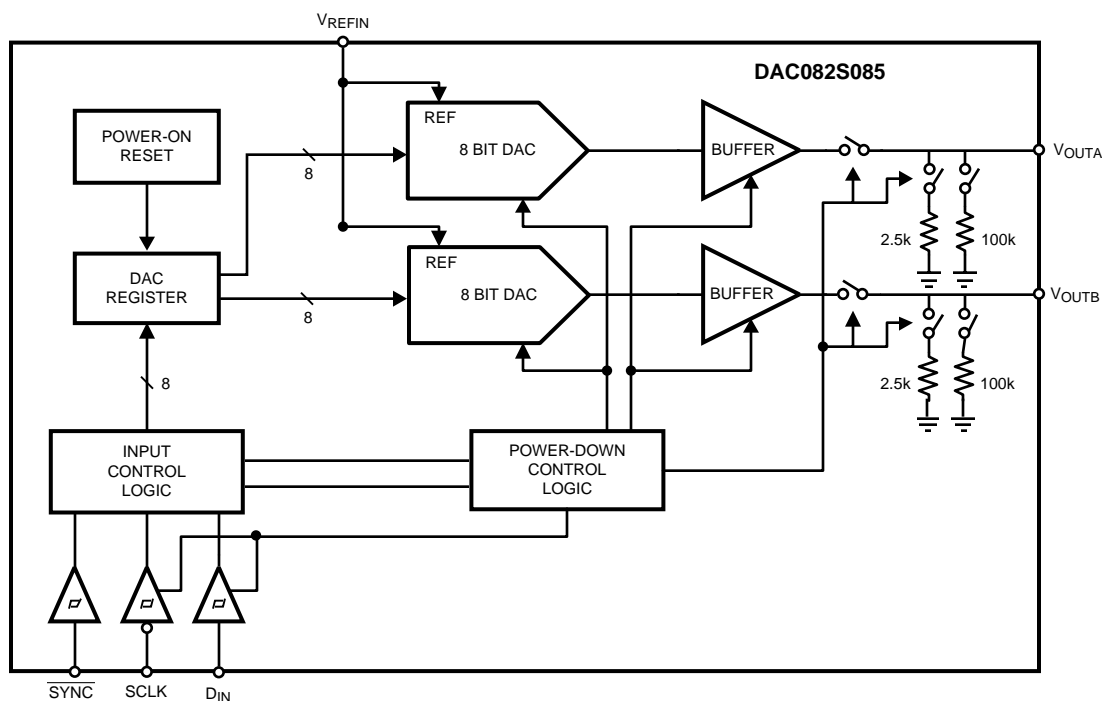 VREFIN
DAC082S085
POWER-ON
RESET
REF
8 BIT DAC
BUFFER
VOUTA
8
2.5k
100k
DAC
REGISTER
REF
8 BIT DAC
BUFFER
VOUTB
8
8
2.5k
100k
INPUT
CONTROL
LOGIC
POWER-DOWN
CONTROL
LOGIC
SYNC
SCLK
DIN